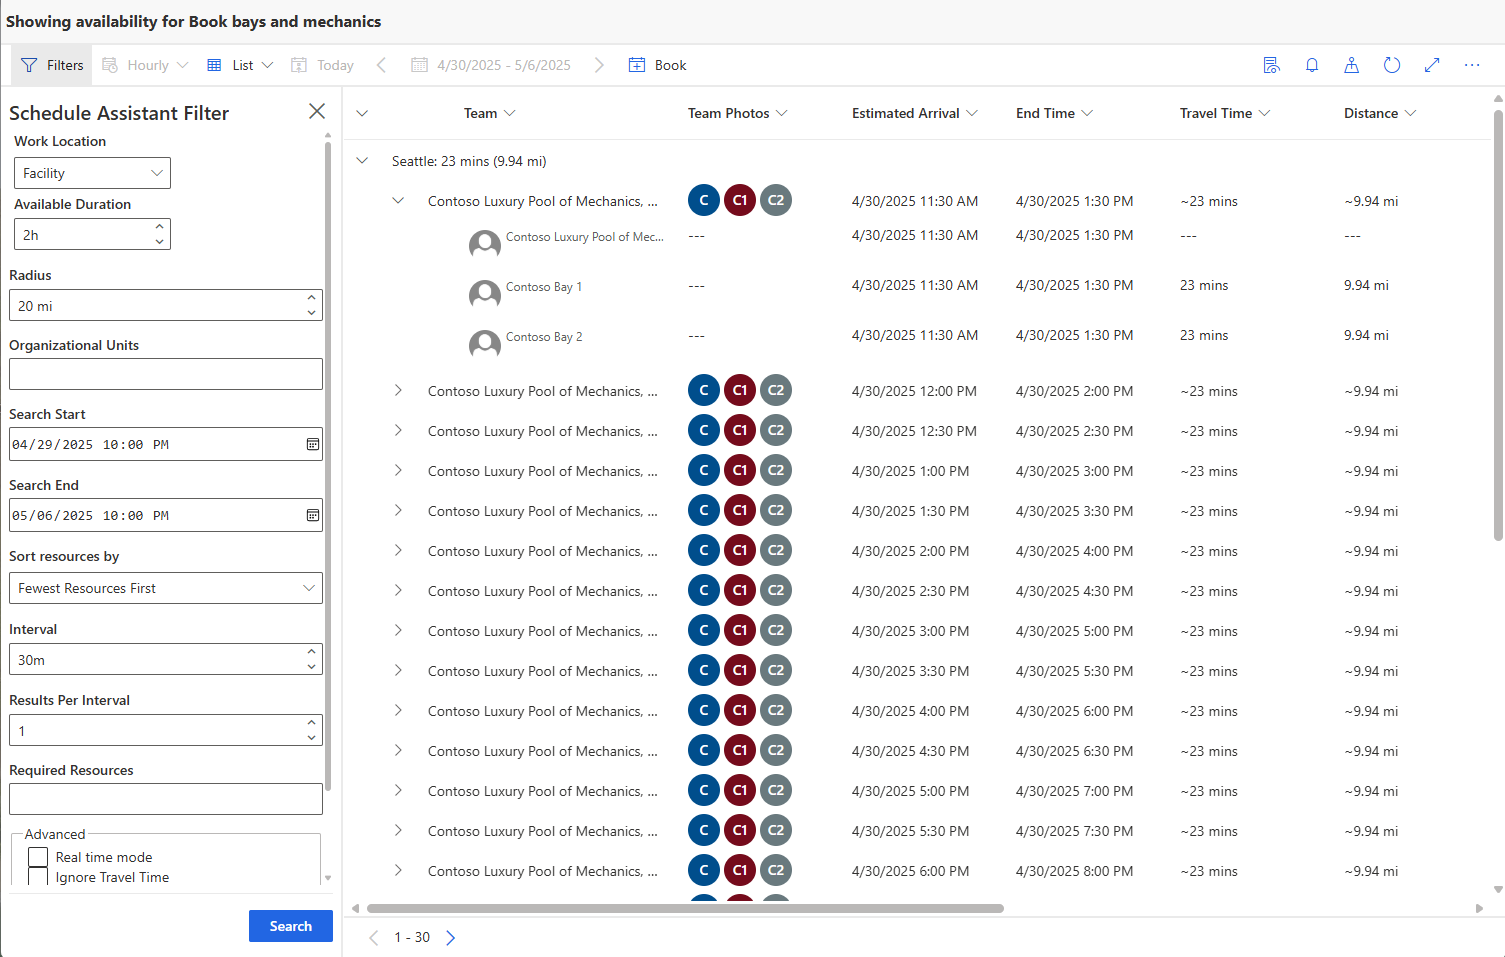 Showing availability for Book bays and mechanics
Filters Hourly List Today 4/30/2025 - 5/6/2025 Book
Schedule Assistant Filter
Work Location
Facility
Available Duration
2h
Radius
20 mi
Organizational Units
Search Start
04/29/2025 10:00 PM
Search End
05/06/2025 10:00 PM
Sort resources by
Fewest Resources First
Interval
30m
Results Per Interval
1
Required Resources
Advanced
Real time mode
Ignore Travel Time
Search
Team Team Photos Estimated Arrival End Time Travel Time Distance
Seattle: 23 mins (9.94 mi)
Contoso Luxury Pool of Mechanics, ... C C1 C2 4/30/2025 11:30 AM 4/30/2025 1:30 PM ~23 mins ~9.94 mi
Contoso Luxury Pool of Mec... --- 4/30/2025 11:30 AM 4/30/2025 1:30 PM --- ---
Contoso Bay 1 --- 4/30/2025 11:30 AM 4/30/2025 1:30 PM 23 mins 9.94 mi
Contoso Bay 2 --- 4/30/2025 11:30 AM 4/30/2025 1:30 PM 23 mins 9.94 mi
Contoso Luxury Pool of Mechanics, ... C C1 C2 4/30/2025 12:00 PM 4/30/2025 2:00 PM ~23 mins ~9.94 mi
Contoso Luxury Pool of Mechanics, ... C C1 C2 4/30/2025 12:30 PM 4/30/2025 2:30 PM ~23 mins ~9.94 mi
Contoso Luxury Pool of Mechanics, ... C C1 C2 4/30/2025 1:00 PM 4/30/2025 3:00 PM ~23 mins ~9.94 mi
Contoso Luxury Pool of Mechanics, ... C C1 C2 4/30/2025 1:30 PM 4/30/2025 3:30 PM ~23 mins ~9.94 mi
Contoso Luxury Pool of Mechanics, ... C C1 C2 4/30/2025 2:00 PM 4/30/2025 4:00 PM ~23 mins ~9.94 mi
Contoso Luxury Pool of Mechanics, ... C C1 C2 4/30/2025 2:30 PM 4/30/2025 4:30 PM ~23 mins ~9.94 mi
Contoso Luxury Pool of Mechanics, ... C C1 C2 4/30/2025 3:00 PM 4/30/2025 5:00 PM ~23 mins ~9.94 mi
Contoso Luxury Pool of Mechanics, ... C C1 C2 4/30/2025 3:30 PM 4/30/2025 5:30 PM ~23 mins ~9.94 mi
Contoso Luxury Pool of Mechanics, ... C C1 C2 4/30/2025 4:00 PM 4/30/2025 6:00 PM ~23 mins ~9.94 mi
Contoso Luxury Pool of Mechanics, ... C C1 C2 4/30/2025 4:30 PM 4/30/2025 6:30 PM ~23 mins ~9.94 mi
Contoso Luxury Pool of Mechanics, ... C C1 C2 4/30/2025 5:00 PM 4/30/2025 7:00 PM ~23 mins ~9.94 mi
Contoso Luxury Pool of Mechanics, ... C C1 C2 4/30/2025 5:30 PM 4/30/2025 7:30 PM ~23 mins ~9.94 mi
Contoso Luxury Pool of Mechanics, ... C C1 C2 4/30/2025 6:00 PM 4/30/2025 8:00 PM ~23 mins ~9.94 mi
1 - 30